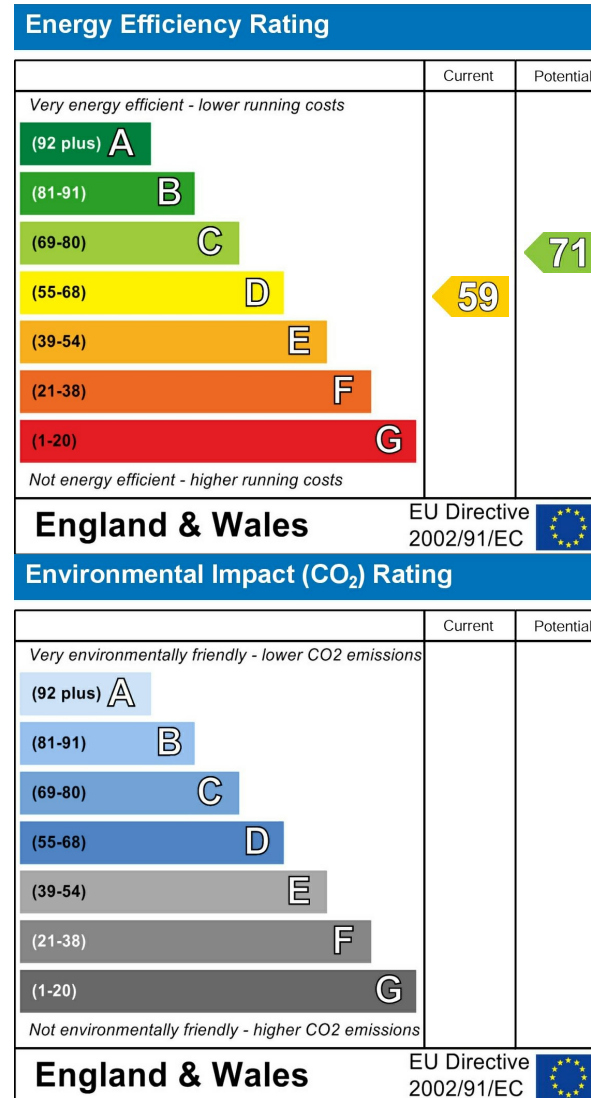 Energy Efficiency Rating
Current Potential
Very energy efficient - lower running costs
(92 plus) A
(81-91) B
(69-80) C
71
(55-68) D
59
(39-54) E
(21-38) F
(1-20) G
Not energy efficient - higher running costs
England & Wales
EU Directive
2002/91/EC
Environmental Impact (CO₂) Rating
Current Potential
Very environmentally friendly - lower CO2 emissions
(92 plus) A
(81-91) B
(69-80) C
(55-68) D
(39-54) E
(21-38) F
(1-20) G
Not environmentally friendly - higher CO2 emissions
England & Wales
EU Directive
2002/91/EC